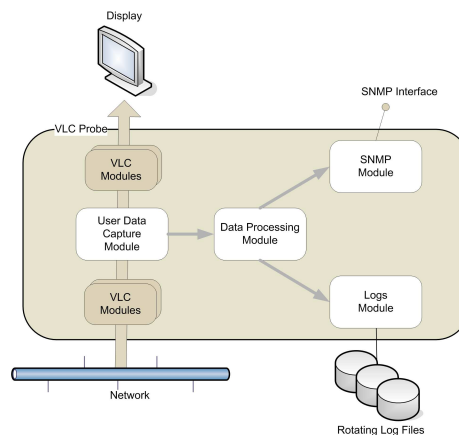 Display
SNMP Interface
VLC Probe
VLC
Modules
SNMP
Module
User Data
Capture
Module
Data Processing
Module
VLC
Modules
Logs
Module
Network
Rotating Log Files